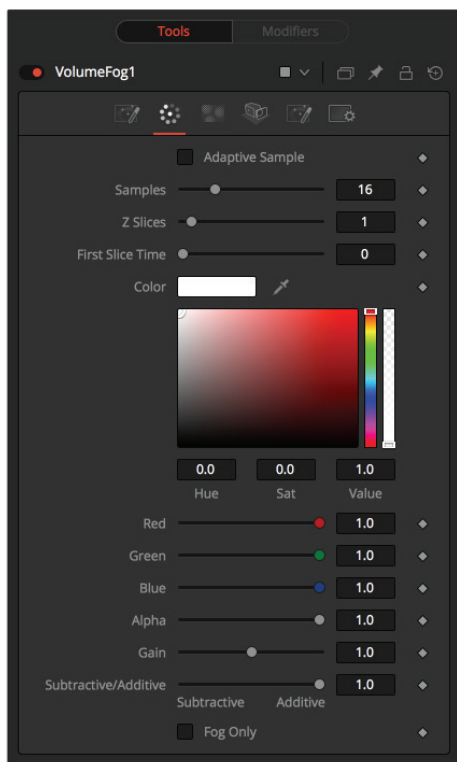 Tools Modifiers
VolumeFog1
Adaptive Sample
Samples 16
Z Slices 1
First Slice Time 0
Color
0.0 0.0 1.0
Hue Sat Value
Red 1.0
Green 1.0
Blue 1.0
Alpha 1.0
Gain 1.0
Subtractive/Additive 1.0
Subtractive Additive
Fog Only